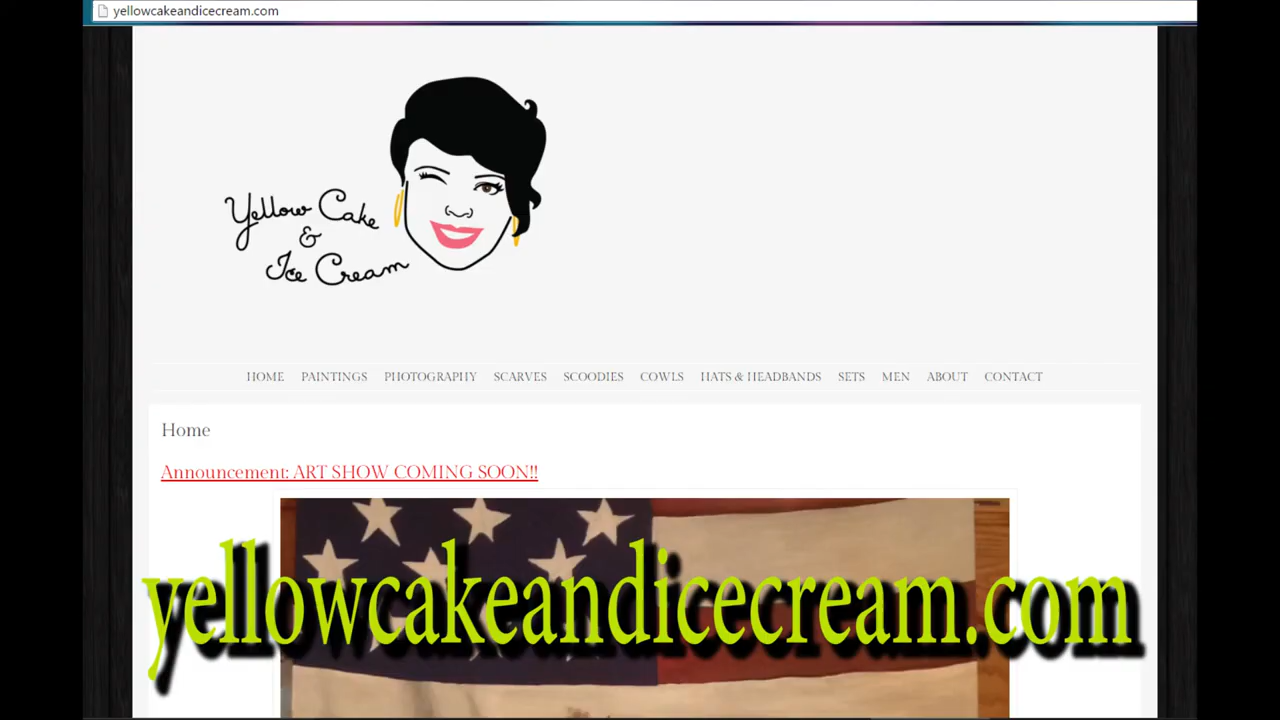 yellowcakeandicecream.com
Yellow Cake
&
Ice Cream
HOME PAINTINGS PHOTOGRAPHY SCARVES SCOODIES COWLS HATS & HEADBANDS SETS MEN ABOUT CONTACT
Home
Announcement: ART SHOW COMING SOON!!
yellowcakeandicecream.com